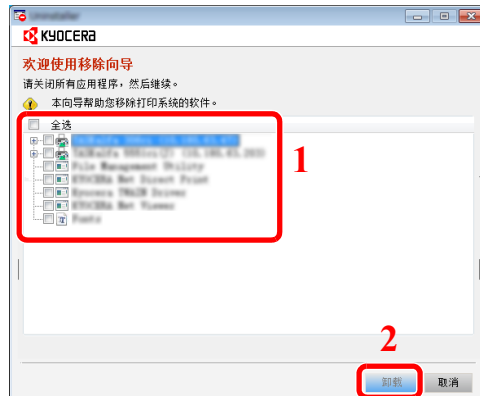 KYOCERA
欢迎使用移除向导
请关闭所有应用程序，然后继续。
本向导帮助您移除打印系统的软件。
全选
1
File Management Utility
KYOCERA Net Direct Print
Kyocera TWAIN Driver
KYOCERA Net Viewer
Fonts
2
卸载
取消